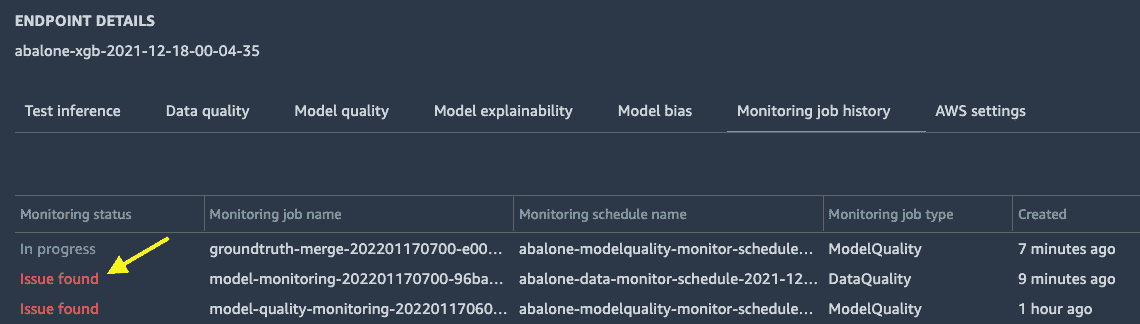 ENDPOINT DETAILS
abalone-xgb-2021-12-18-00-04-35
Test inference Data quality Model quality Model explainability Model bias Monitoring job history AWS settings
Monitoring status Monitoring job name Monitoring schedule name Monitoring job type Created
In progress groundtruth-merge-202201170700-e00... abalone-modelquality-monitor-schedule... ModelQuality 7 minutes ago
Issue found model-monitoring-202201170700-96ba... abalone-data-monitor-schedule-2021-12... DataQuality 9 minutes ago
Issue found model-quality-monitoring-20220117060... abalone-modelquality-monitor-schedule... ModelQuality 1 hour ago